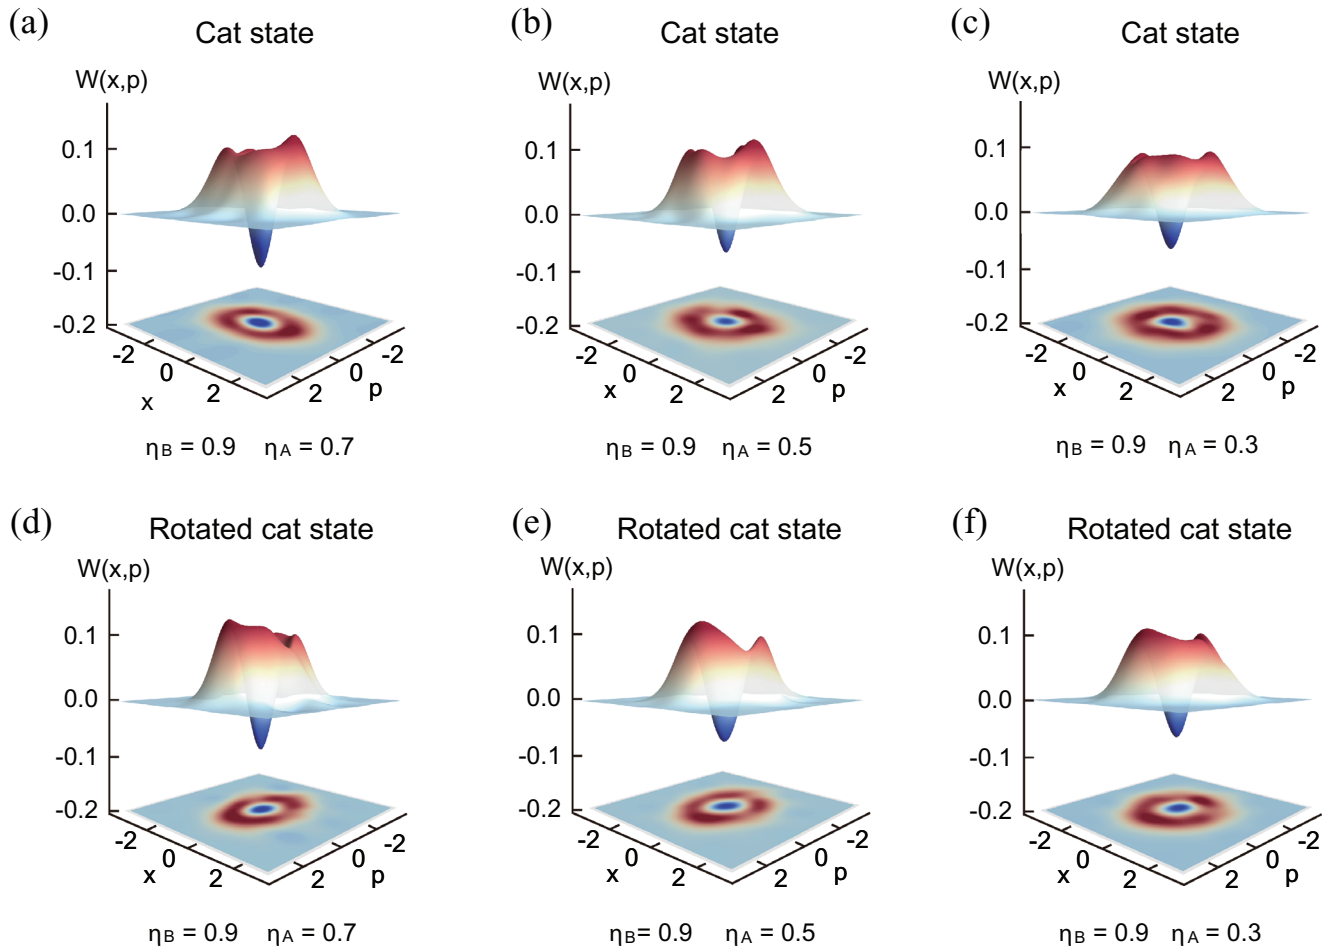 (a) Cat state
W(x,p)
0.1
0.0
-0.1
-0.2
-2 0 2 x
2 0 -2 p
ηB = 0.9 ηA = 0.7
(b) Cat state
W(x,p)
0.1
0.0
-0.1
-0.2
-2 0 2 x
2 0 -2 p
ηB = 0.9 ηA = 0.5
(c) Cat state
W(x,p)
0.1
0.0
-0.1
-0.2
-2 0 2 x
2 0 -2 p
ηB = 0.9 ηA = 0.3
(d) Rotated cat state
W(x,p)
0.1
0.0
-0.1
-0.2
-2 0 2 x
2 0 -2 p
ηB = 0.9 ηA = 0.7
(e) Rotated cat state
W(x,p)
0.1
0.0
-0.1
-0.2
-2 0 2 x
2 0 -2 p
ηB= 0.9 ηA = 0.5
(f) Rotated cat state
W(x,p)
0.1
0.0
-0.1
-0.2
-2 0 2 x
2 0 -2 p
ηB = 0.9 ηA = 0.3